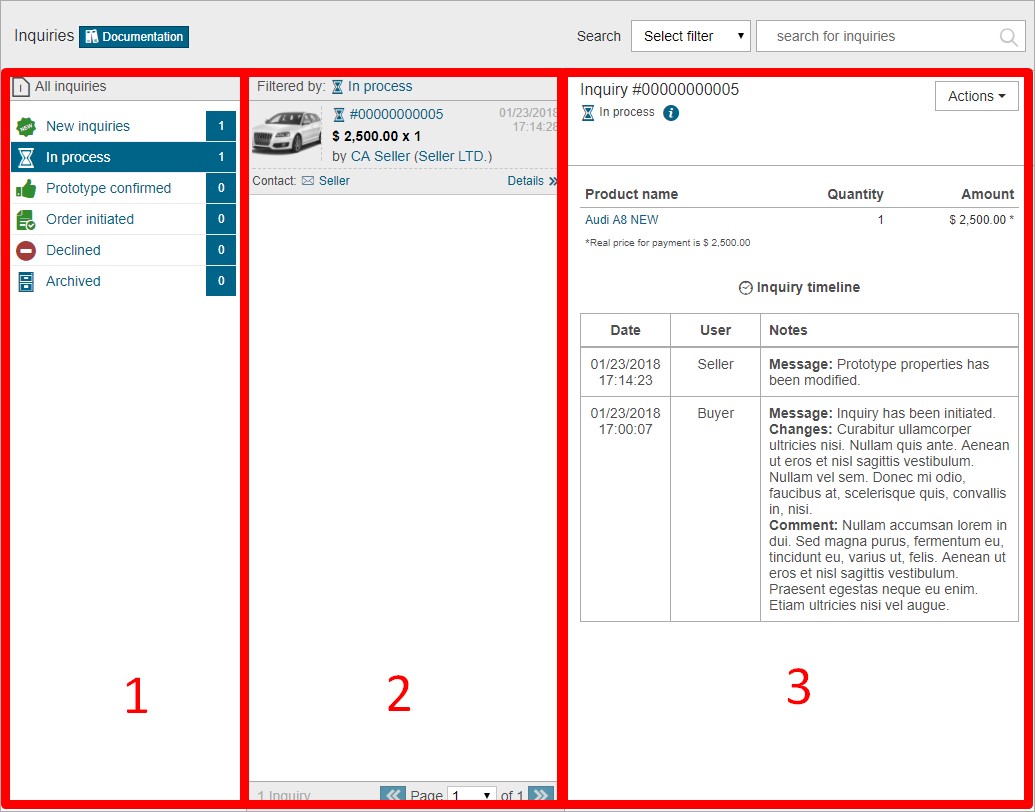 Inquiries Documentation
Search Select filter search for inquiries
All inquiries
NEW New inquiries 1
In process 1
Prototype confirmed 0
Order initiated 0
Declined 0
Archived 0
1
Filtered by: In process
#00000000005 01/23/2018
17:14:28
$ 2,500.00 x 1
by CA Seller (Seller LTD.)
Contact: Seller Details »
1 Inquiry « Page 1 of 1 »
2
Inquiry #00000000005
In process i
Actions
Product name Quantity Amount
Audi A8 NEW 1 $ 2,500.00 *
*Real price for payment is $ 2,500.00
Inquiry timeline
Date User Notes
01/23/2018 Seller Message: Prototype properties has
17:14:23 been modified.
01/23/2018 Buyer Message: Inquiry has been initiated.
17:00:07 Changes: Curabitur ullamcorper
ultricies nisi. Nullam quis ante. Aenean
ut eros et nisl sagittis vestibulum.
Nullam vel sem. Donec mi odio,
faucibus at, scelerisque quis, convallis
in, nisi.
Comment: Nullam accumsan lorem in
dui. Sed magna purus, fermentum eu,
tincidunt eu, varius ut, felis. Aenean ut
eros et nisl sagittis vestibulum.
Praesent egestas neque eu enim.
Etiam ultricies nisi vel augue.
3